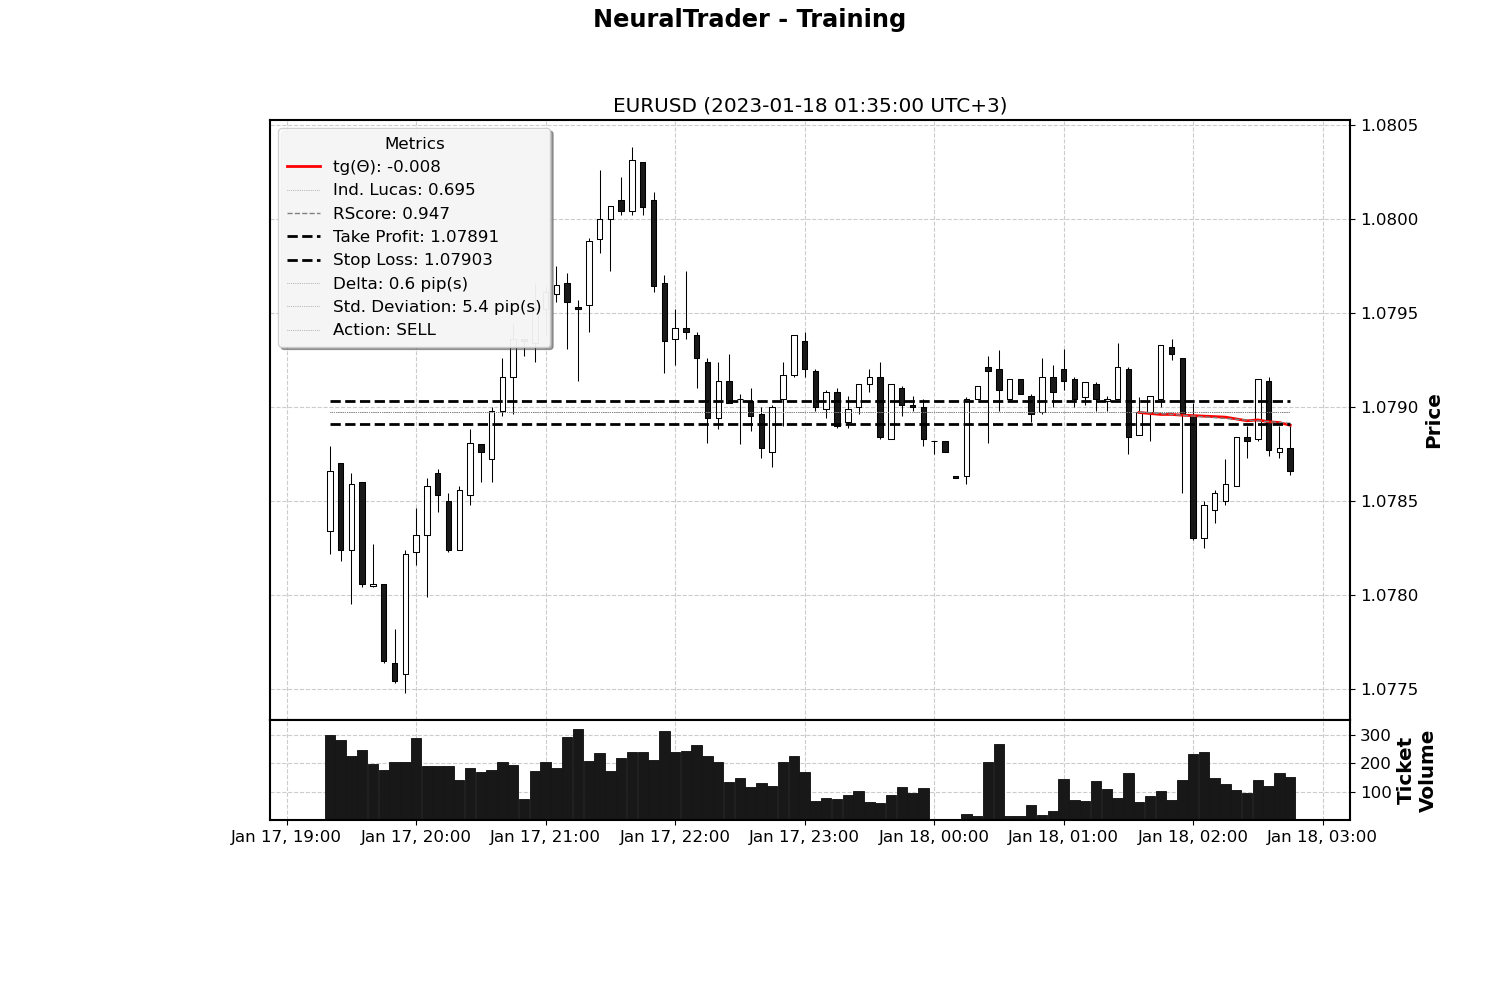 NeuralTrader - Training
EURUSD (2023-01-18 01:35:00 UTC+3)
Metrics
tg(Θ): -0.008
Ind. Lucas: 0.695
RScore: 0.947
Take Profit: 1.07891
Stop Loss: 1.07903
Delta: 0.6 pip(s)
Std. Deviation: 5.4 pip(s)
Action: SELL
1.0805
1.0800
1.0795
1.0790
1.0785
1.0780
1.0775
Price
300
200
100
Ticket
Volume
Jan 17, 19:00
Jan 17, 20:00
Jan 17, 21:00
Jan 17, 22:00
Jan 17, 23:00
Jan 18, 00:00
Jan 18, 01:00
Jan 18, 02:00
Jan 18, 03:00